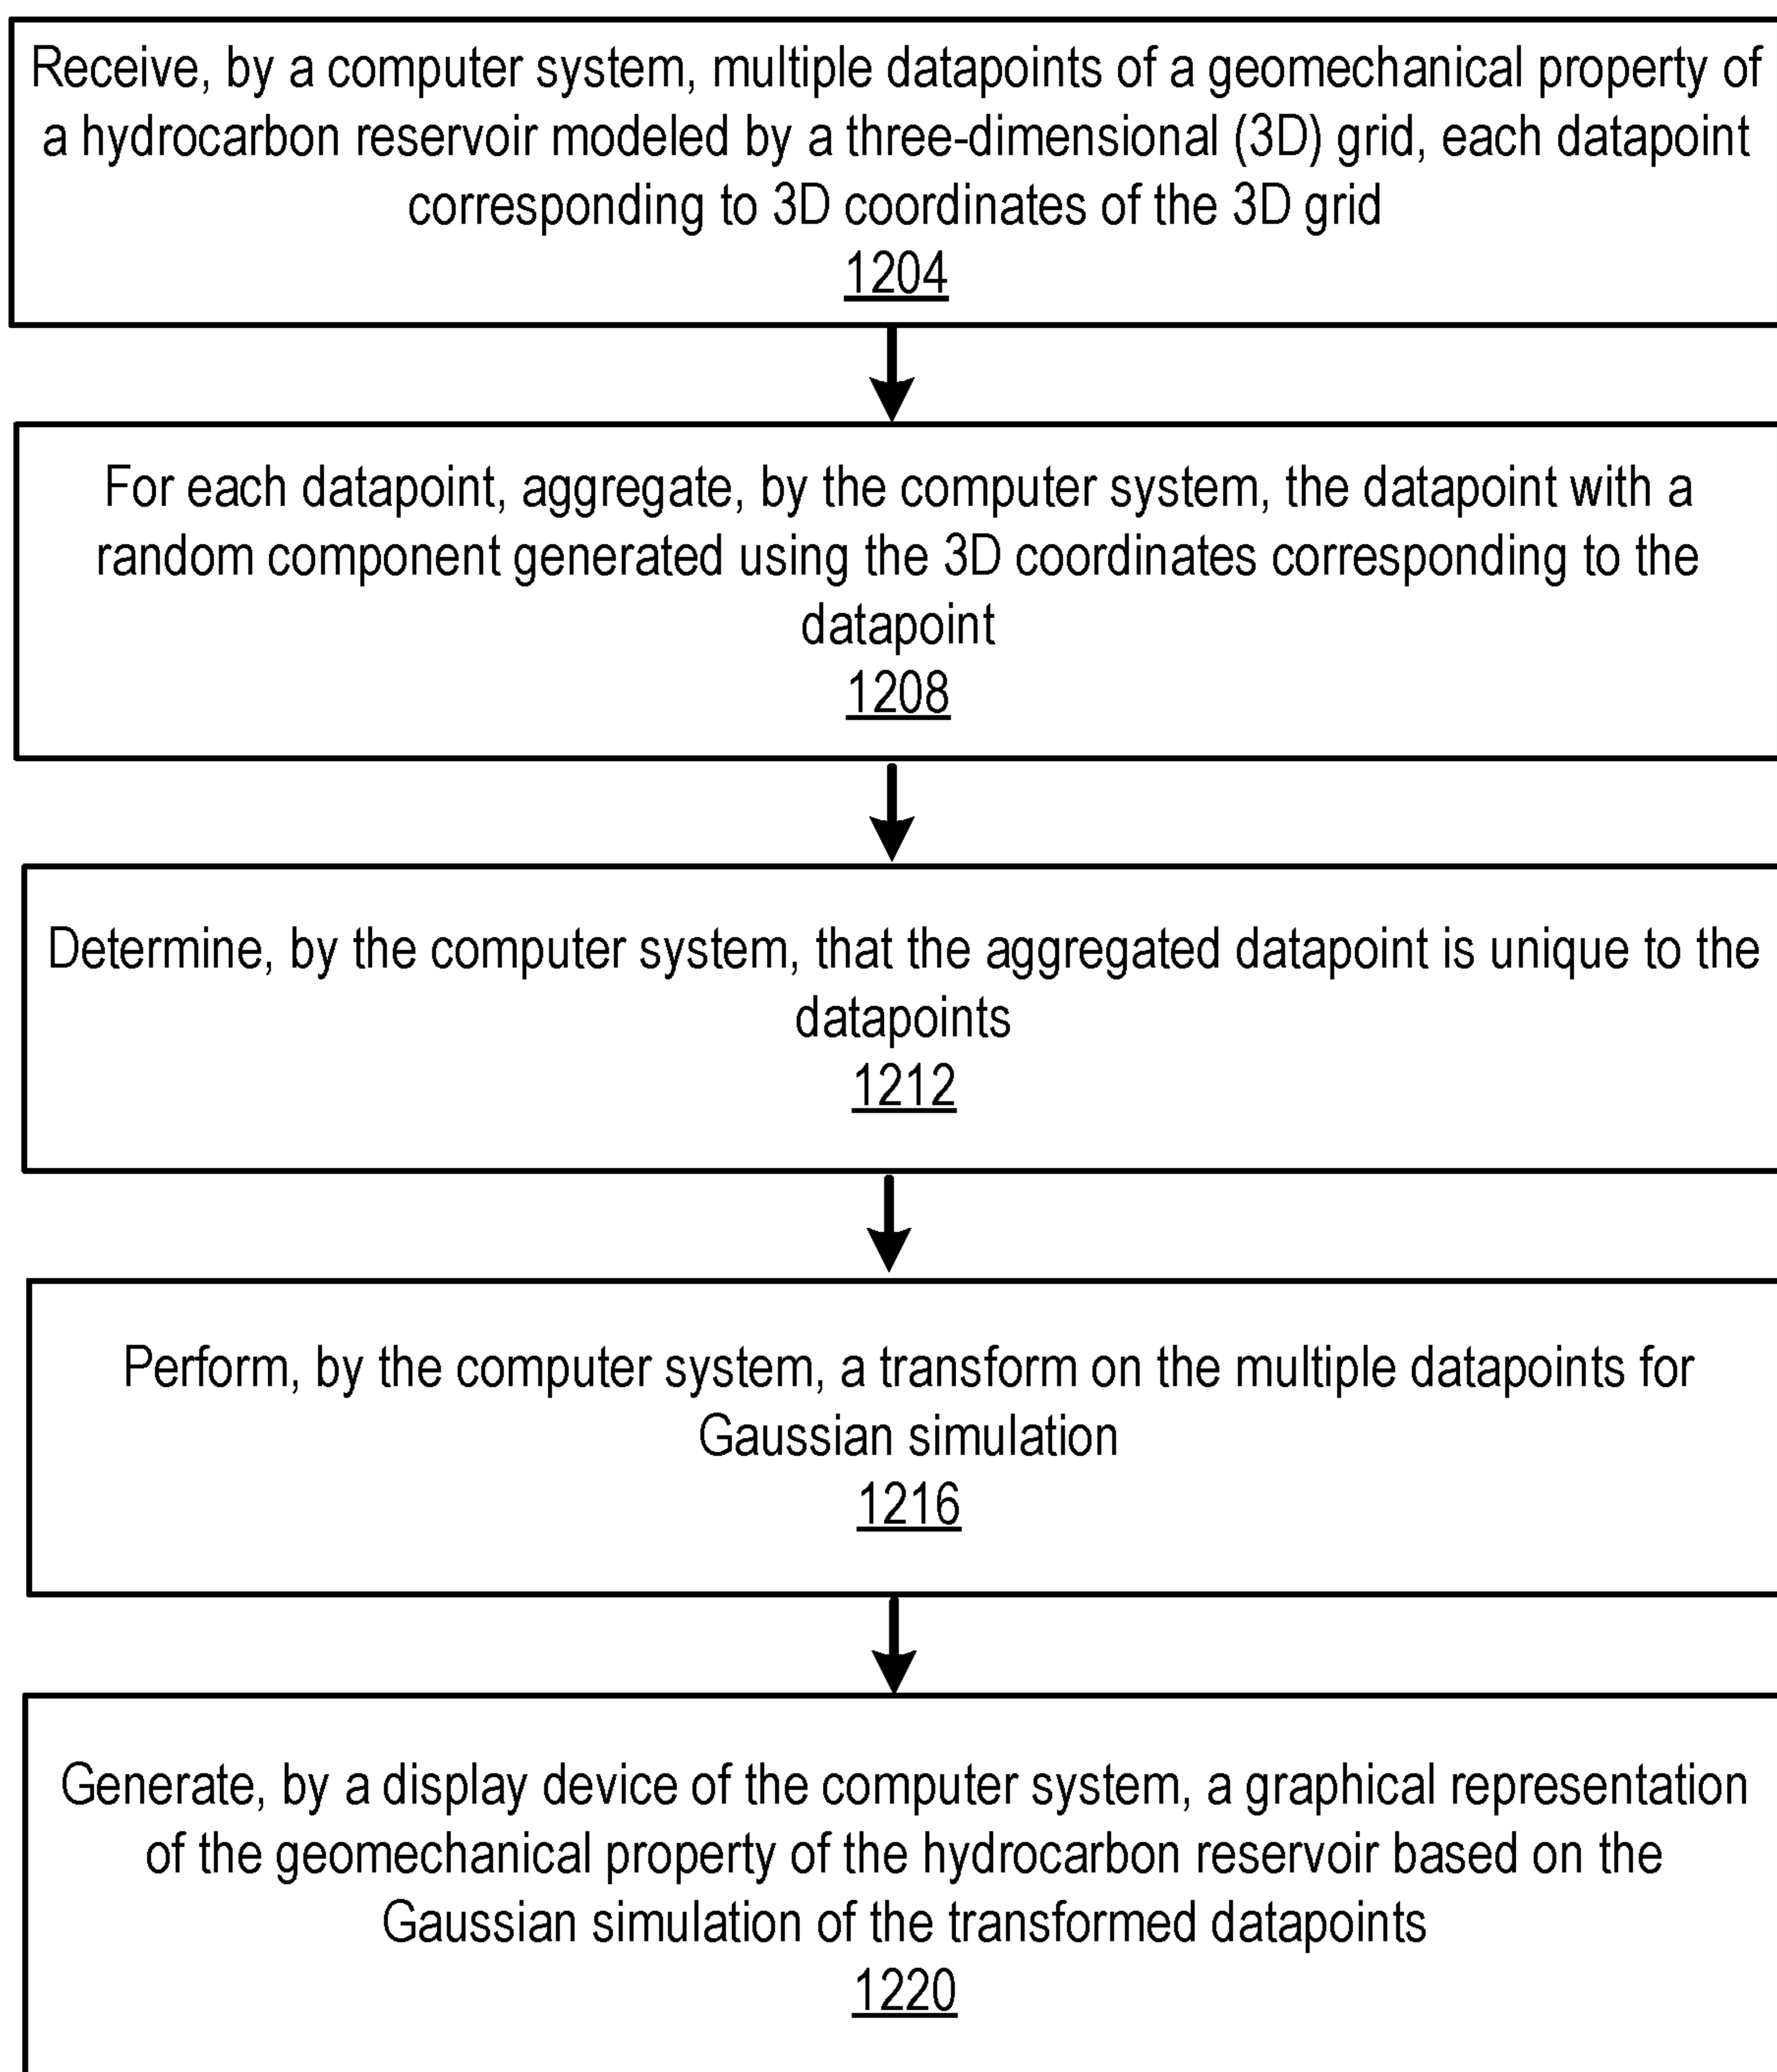 Receive, by a computer system, multiple datapoints of a geomechanical property of
a hydrocarbon reservoir modeled by a three-dimensional (3D) grid, each datapoint
corresponding to 3D coordinates of the 3D grid
1204
For each datapoint, aggregate, by the computer system, the datapoint with a
random component generated using the 3D coordinates corresponding to the
datapoint
1208
Determine, by the computer system, that the aggregated datapoint is unique to the
datapoints
1212
Perform, by the computer system, a transform on the multiple datapoints for
Gaussian simulation
1216
Generate, by a display device of the computer system, a graphical representation
of the geomechanical property of the hydrocarbon reservoir based on the
Gaussian simulation of the transformed datapoints
1220